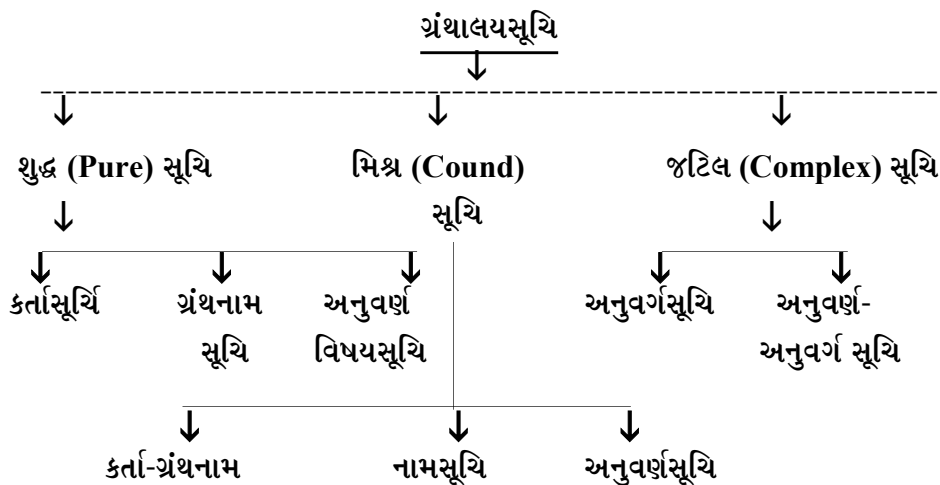 ગ્રંથાલયસૂચિ
શુદ્ધ (Pure) સૂચિ
મિશ્ર (Cound)
સૂચિ
જટિલ (Complex) સૂચિ
કર્તાસૂર્ચિ
ગ્રંથનામ
સૂચિ
અનુવર્ણ
વિષયસૂચિ
અનુવર્ગસૂચિ
અનુવર્ણ-
અનુવર્ગ સૂચિ
કર્તા-ગ્રંથનામ
નામસૂચિ
અનુવર્ણસૂચિ